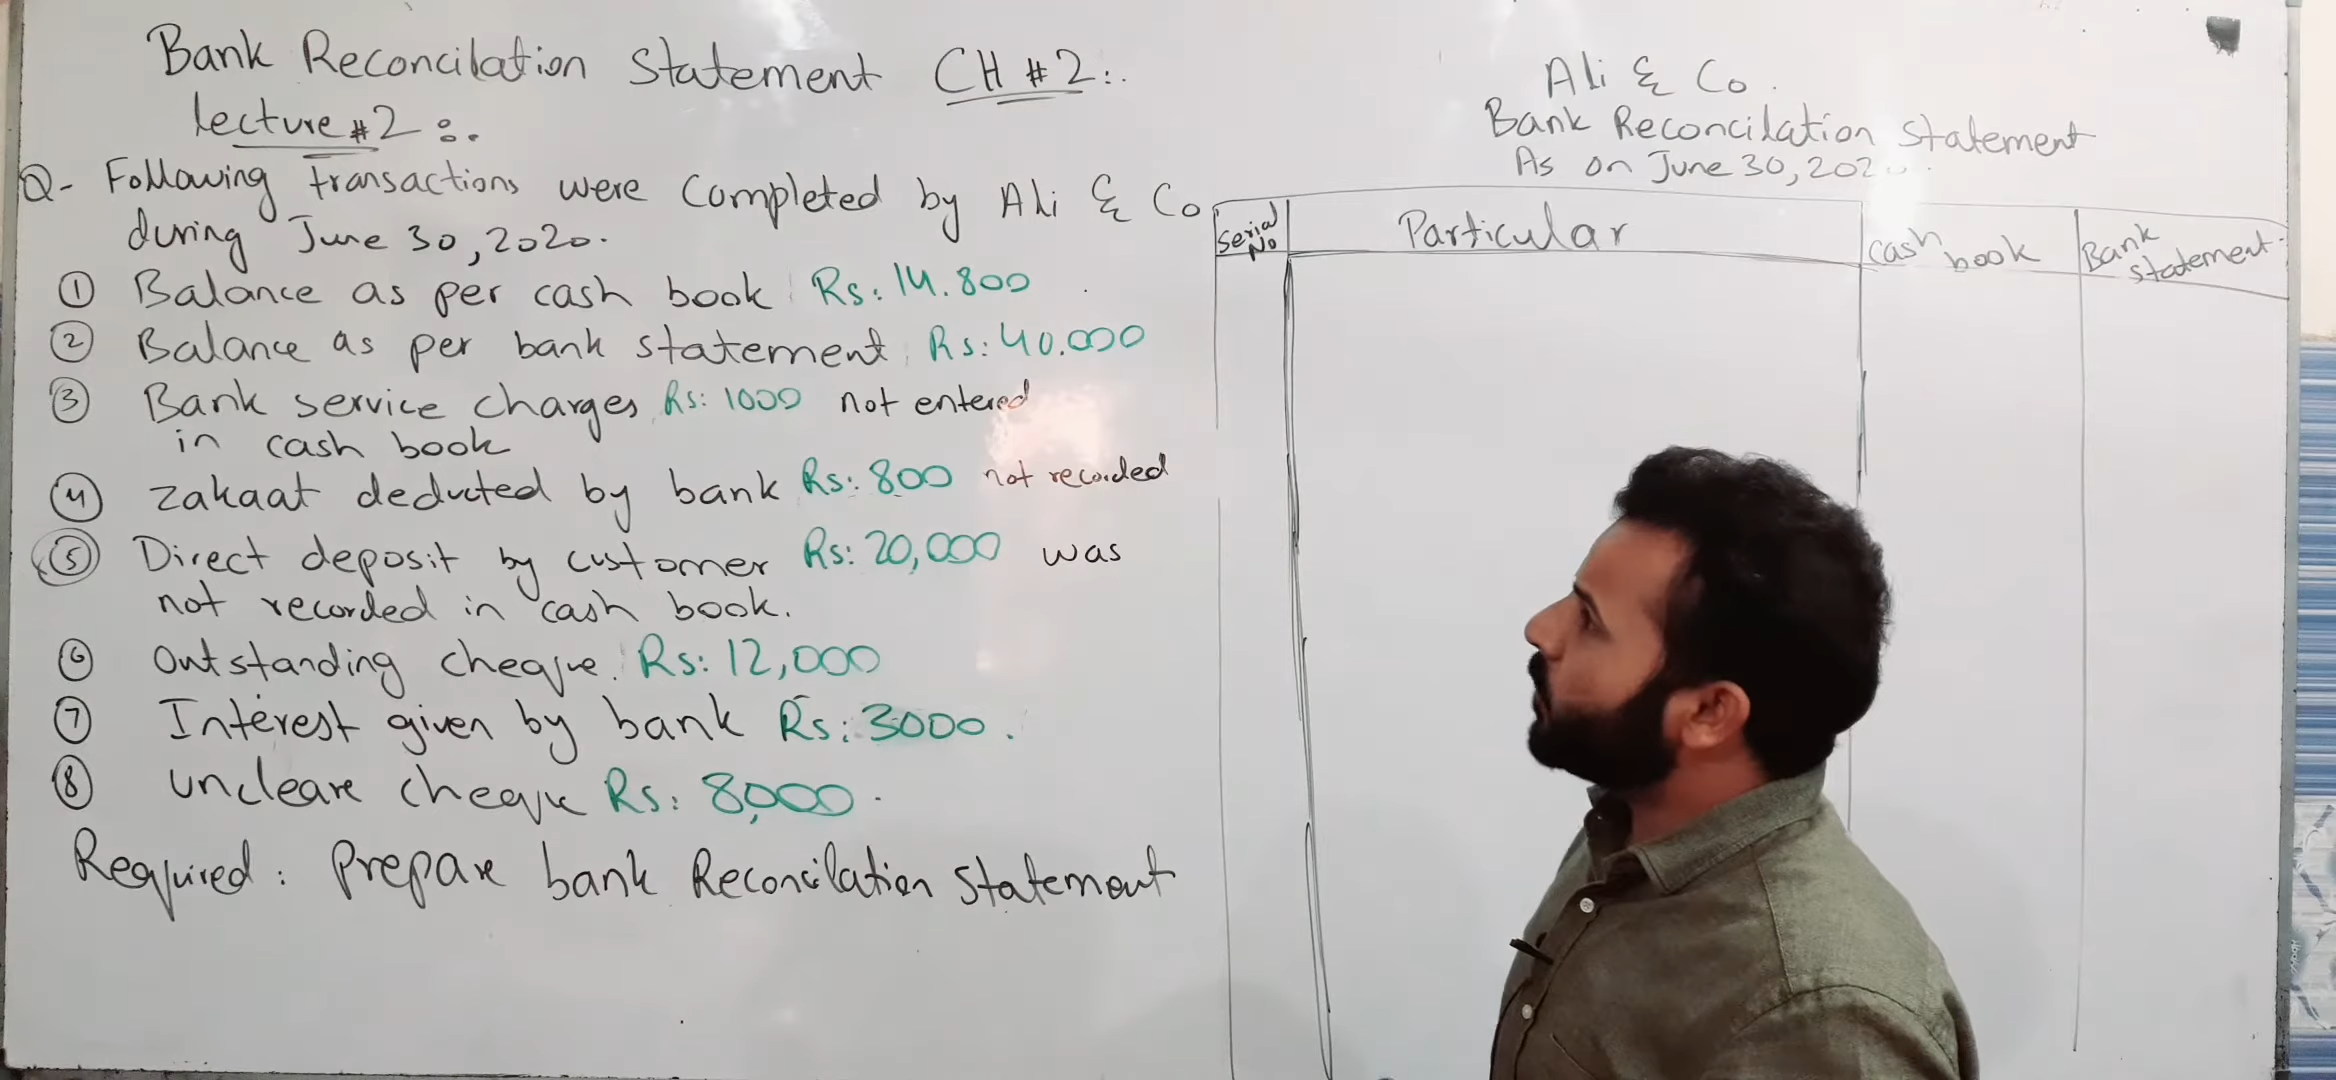 Bank Reconcilation Statement CH #2:.
lecture #2 :.
Q- Following transactions were completed by Ali & Co
during June 30, 2020.
① Balance as per cash book Rs: 14.800
② Balance as per bank statement Rs: 40.000
③ Bank service charges Rs: 1000 not entered
in cash book
④ Zakaat deducted by bank Rs: 800 not recorded
⑤ Direct deposit by customer Rs: 20,000 was
not recorded in cash book.
⑥ Outstanding cheque. Rs: 12,000
⑦ Interest given by bank Rs: 3000.
⑧ uncleare cheque Rs: 8,000.
Required: Prepare bank Reconcilation statement
Ali & Co.
Bank Reconcilation Statement
As on June 30,
Serial No
Particular
cash book
Bank statement